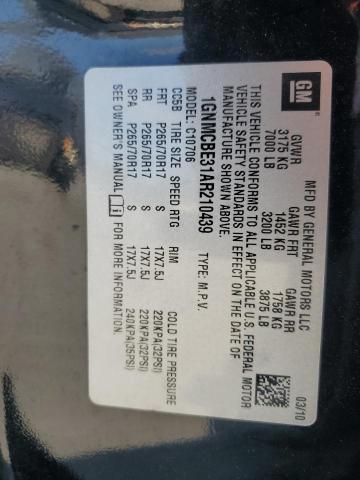 GM ®
MFD BY GENERAL MOTORS LLC 03/10
GVWR GAWR FRT GAWR RR
3175 KG 1452 KG 1758 KG
7000 LB 3200 LB 3875 LB
THIS VEHICLE CONFORMS TO ALL APPLICABLE U.S. FEDERAL MOTOR
VEHICLE SAFETY STANDARDS IN EFFECT ON THE DATE OF
MANUFACTURE SHOWN ABOVE.
1GNMCBE31AR210439 TYPE: M.P.V.
MODEL: C10706
CC5B TIRE SIZE SPEED RTG RIM COLD TIRE PRESSURE
FRT P265/70R17 S 17X7.5J 220KPA(32PSI)
RR P265/70R17 S 17X7.5J 220KPA(32PSI)
SPA P265/70R17 S 17X7.5J 240KPA(35PSI)
SEE OWNER'S MANUAL FOR MORE INFORMATION.